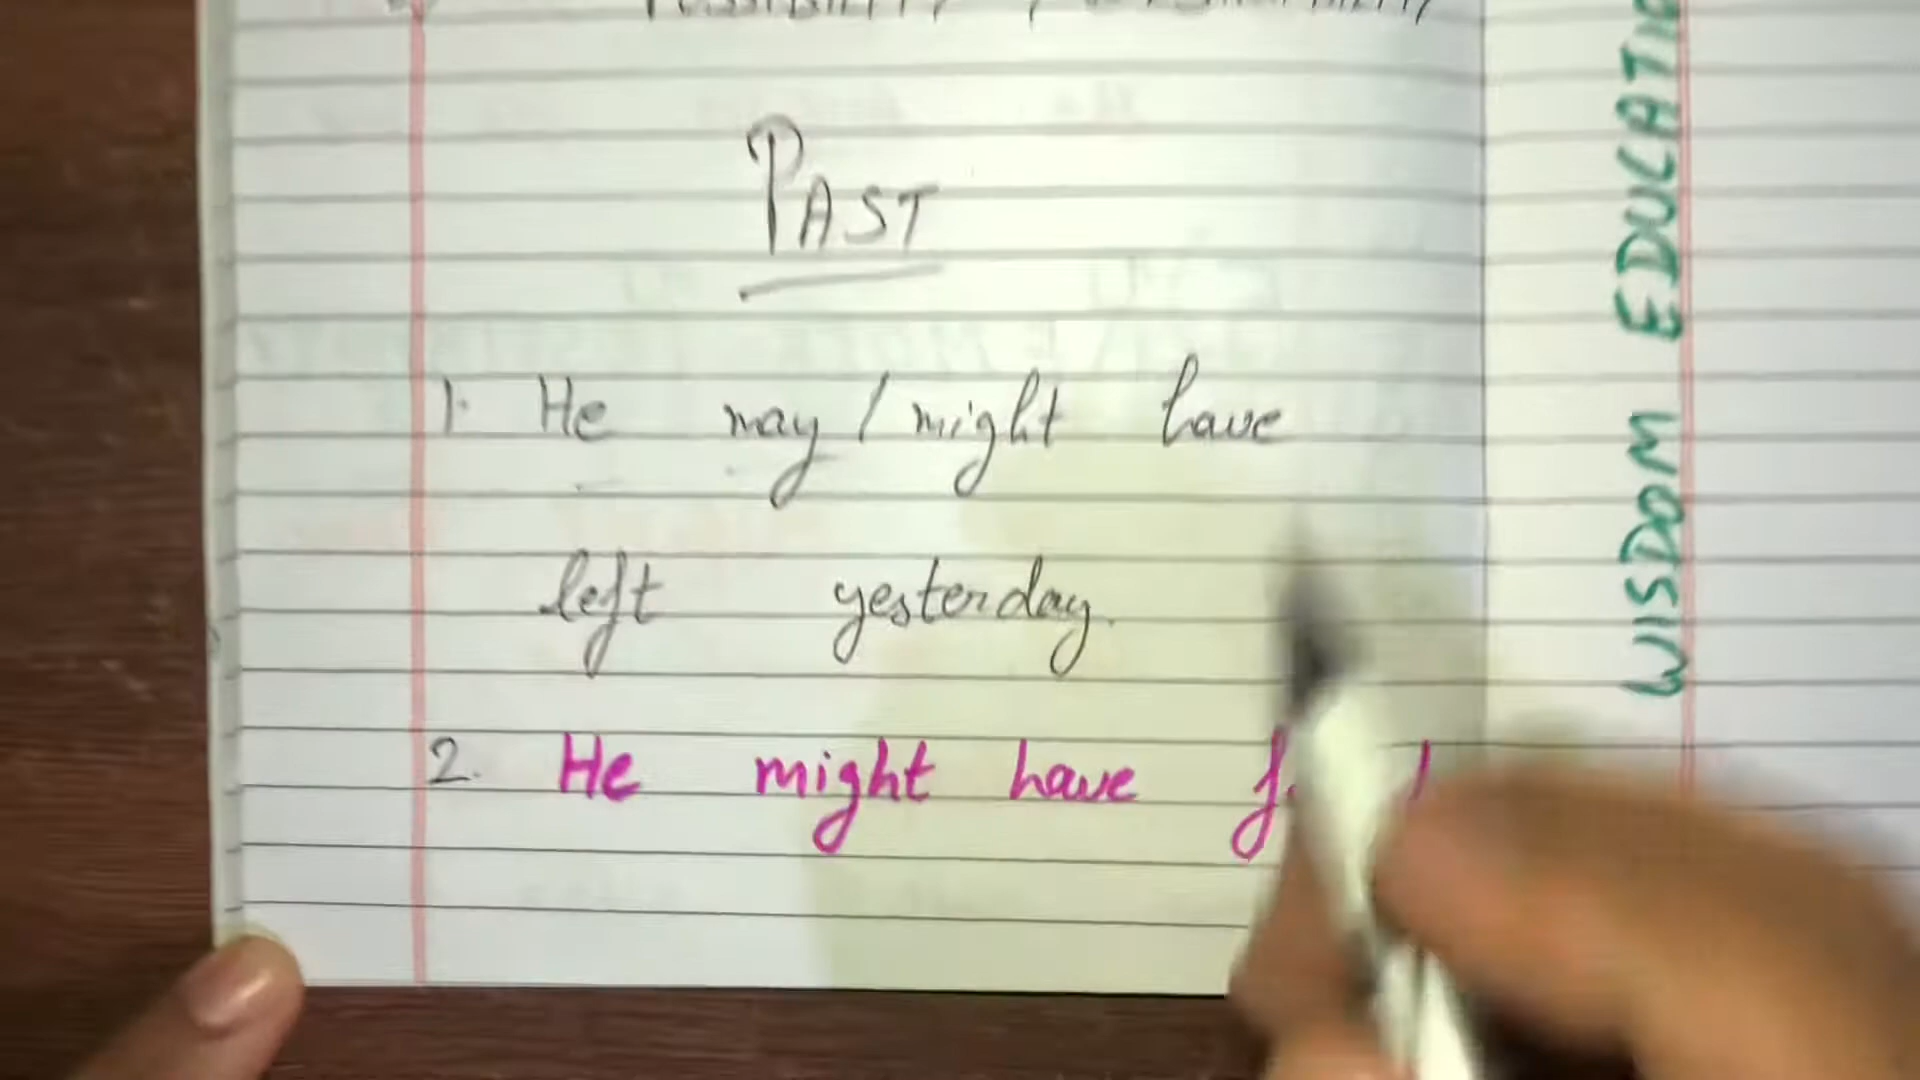 PAST
1. He may / might have
left yesterday.
2. He might have
WISDOM EDUCATI